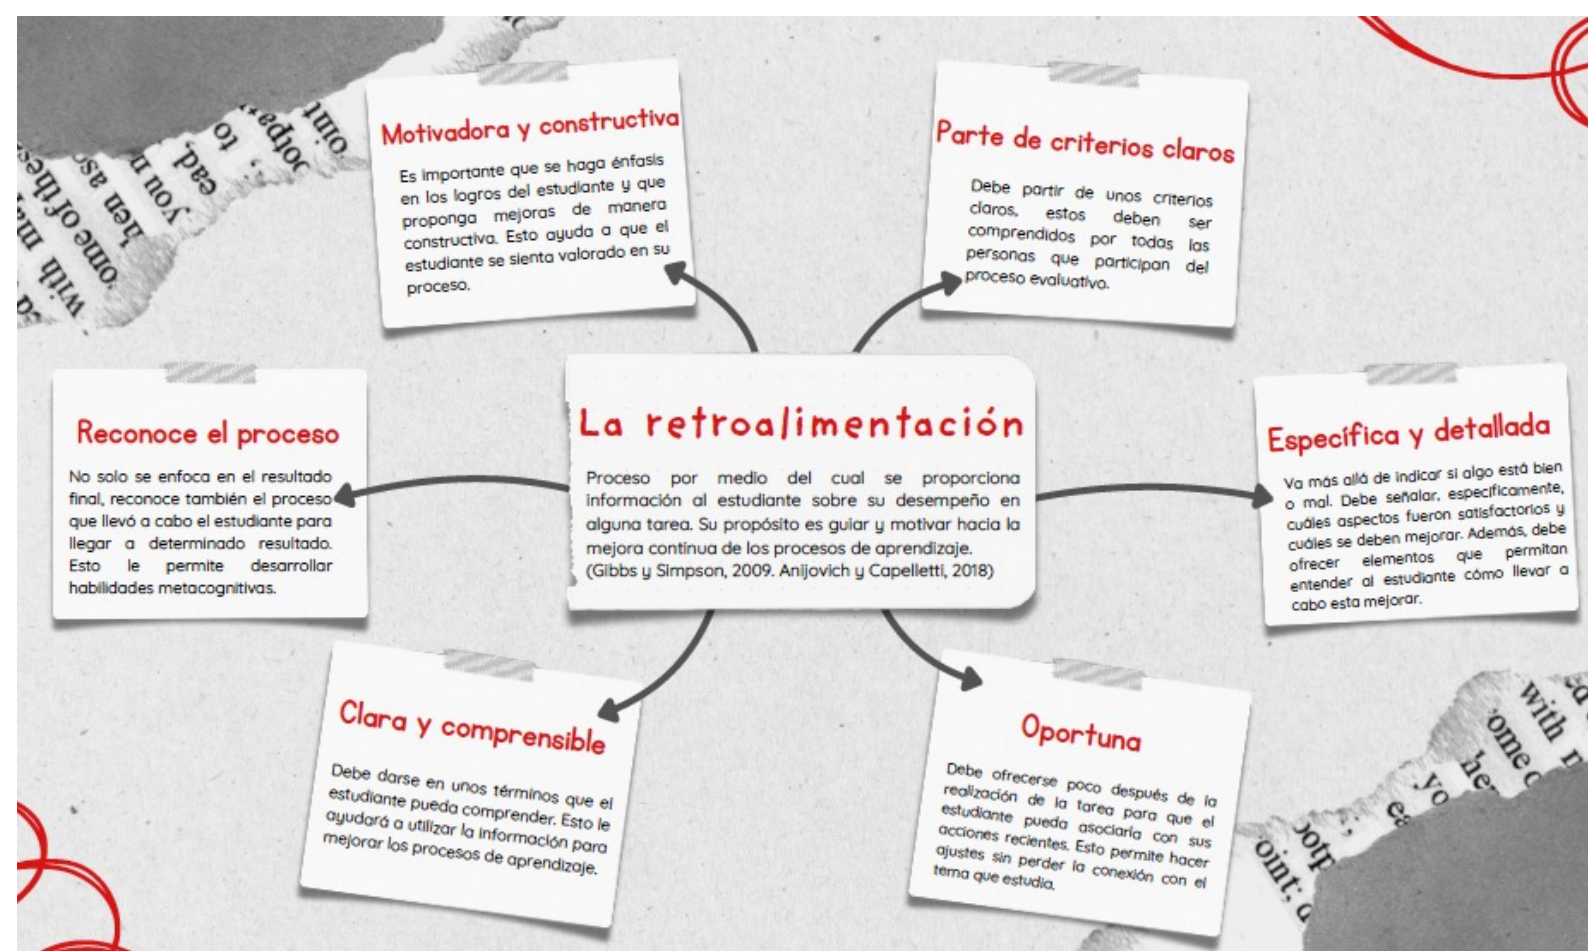 Motivadora y constructiva
Es importante que se haga énfasis
en los logros del estudiante y que
proponga mejoras de manera
constructiva. Esto ayuda a que el
estudiante se sienta valorado en su
proceso.
Parte de criterios claros
Debe partir de unos criterios
claros, estos deben ser
comprendidos por todas las
personas que participan del
proceso evaluativo.
Reconoce el proceso
No solo se enfoca en el resultado
final, reconoce también el proceso
que llevó a cabo el estudiante para
llegar a determinado resultado.
Esto le permite desarrollar
habilidades metacognitivas.
La retroalimentación
Proceso por medio del cual se proporciona
información al estudiante sobre su desempeño en
alguna tarea. Su propósito es guiar y motivar hacia la
mejora continua de los procesos de aprendizaje.
(Gibbs y Simpson, 2009. Anijovich y Capelletti, 2018)
Específica y detallada
Va más allá de indicar si algo está bien
o mal. Debe señalar, específicamente,
cuáles aspectos fueron satisfactorios y
cuáles se deben mejorar. Además, debe
ofrecer elementos que permitan
entender al estudiante cómo llevar a
cabo esta mejorar.
Clara y comprensible
Debe darse en unos términos que el
estudiante pueda comprender. Esto le
ayudará a utilizar la información para
mejorar los procesos de aprendizaje.
Oportuna
Debe ofrecerse poco después de la
realización de la tarea para que el
estudiante pueda asociarla con sus
acciones recientes. Esto permite hacer
ajustes sin perder la conexión con el
tema que estudia.